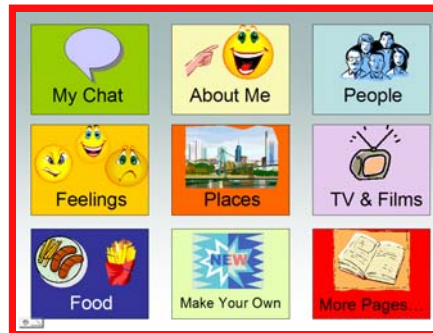 My Chat
About Me
People
Feelings
Places
TV & Films
NEW
Food
Make Your Own
More Pages...